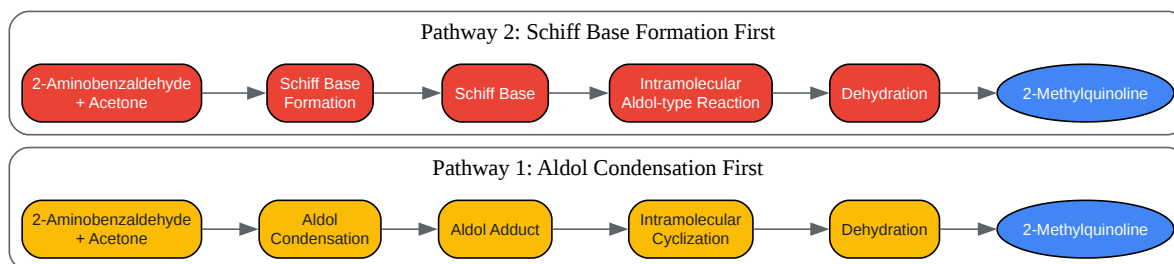 Pathway 2: Schiff Base Formation First
2-Aminobenzaldehyde
+ Acetone
Schiff Base
Formation
Schiff Base
Intramolecular
Aldol-type Reaction
Dehydration
2-Methylquinoline
Pathway 1: Aldol Condensation First
2-Aminobenzaldehyde
+ Acetone
Aldol
Condensation
Aldol Adduct
Intramolecular
Cyclization
Dehydration
2-Methylquinoline